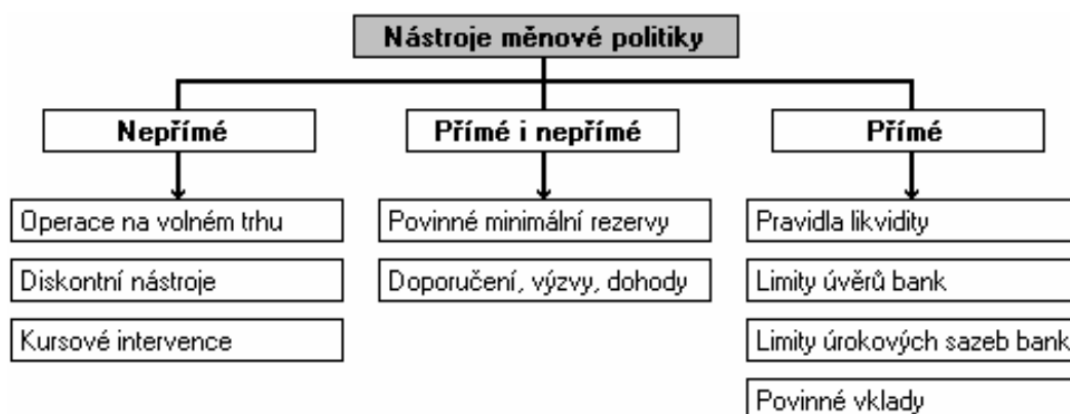 Nástroje měnové politiky
Nepřímé
Přímé i nepřímé
Přímé
Operace na volném trhu
Povinné minimální rezervy
Pravidla likvidity
Diskontní nástroje
Doporučení, výzvy, dohody
Limity úvěrů bank
Kursové intervence
Limity úrokových sazeb bank
Povinné vklady